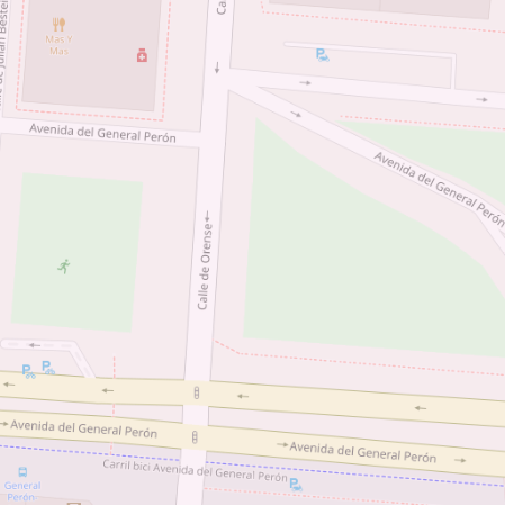 Mas Y
Mas
Avenida del General Perón
Avenida del General Perón
Calle de Orense
Avenida del General Perón
Avenida del General Perón
Carril bici Avenida del General Perón
General
Perón